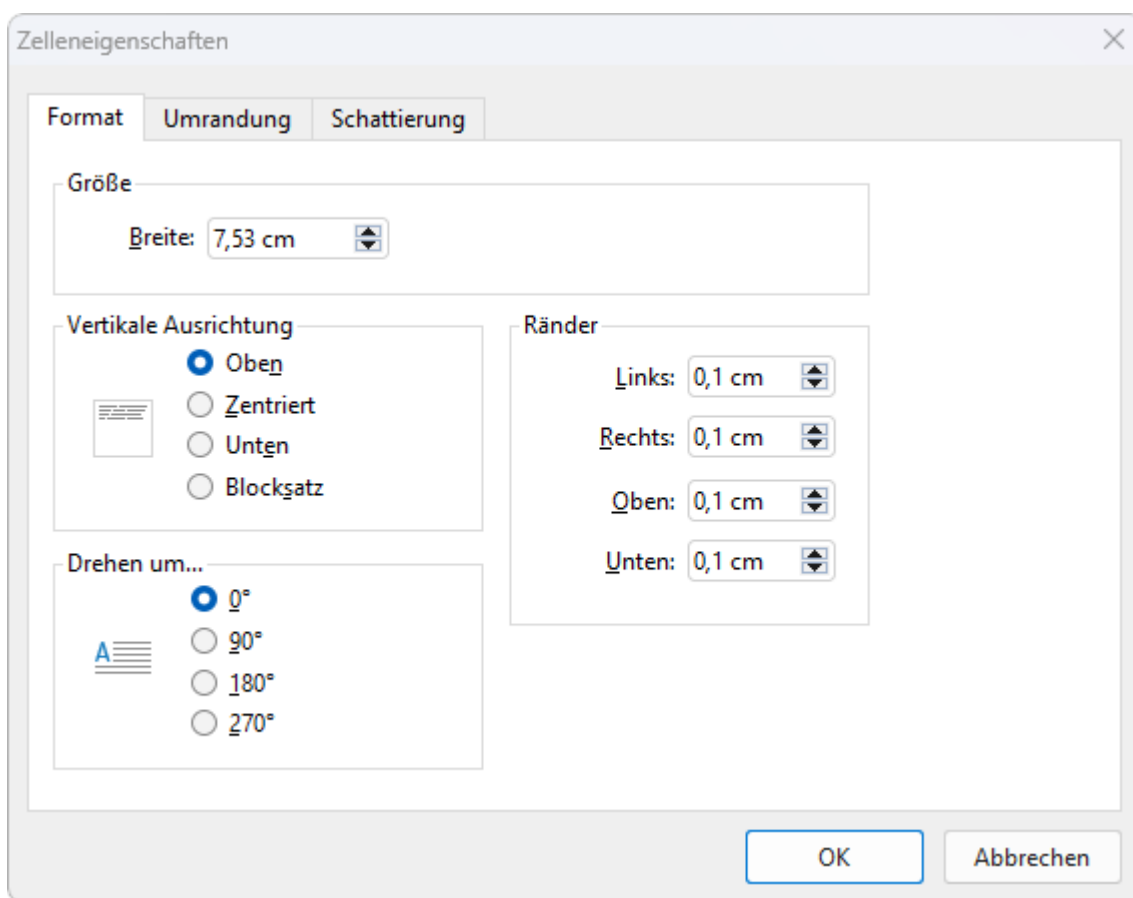 Zelleneigenschaften
Format Umrandung Schattierung
Größe
Breite: 7,53 cm
Vertikale Ausrichtung
Oben
Zentriert
Unten
Blocksatz
Ränder
Links: 0,1 cm
Rechts: 0,1 cm
Oben: 0,1 cm
Unten: 0,1 cm
Drehen um...
A
0°
90°
180°
270°
OK Abbrechen